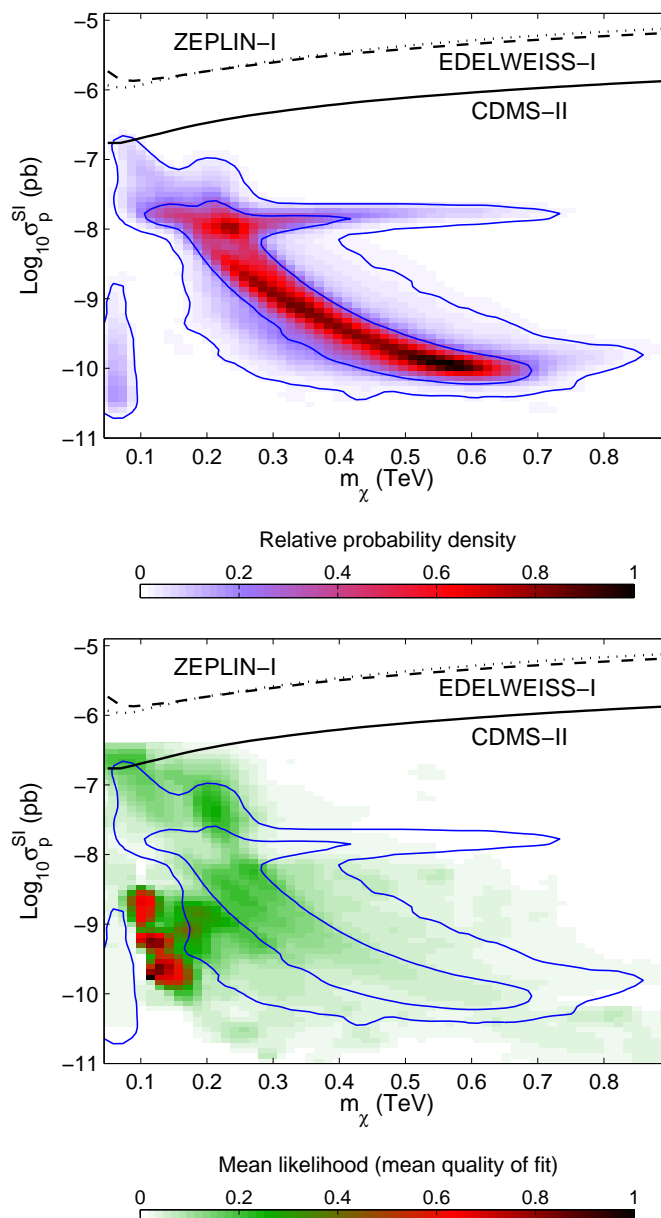 −5
−6
−7
−8
−9
−10
−11
Log₁₀σₚˢᴵ (pb)
ZEPLIN−I
EDELWEISS−I
CDMS−II
0.1 0.2 0.3 0.4 0.5 0.6 0.7 0.8
m_χ (TeV)
Relative probability density
0 0.2 0.4 0.6 0.8 1
−5
−6
−7
−8
−9
−10
−11
Log₁₀σₚˢᴵ (pb)
ZEPLIN−I
EDELWEISS−I
CDMS−II
0.1 0.2 0.3 0.4 0.5 0.6 0.7 0.8
m_χ (TeV)
Mean likelihood (mean quality of fit)
0 0.2 0.4 0.6 0.8 1